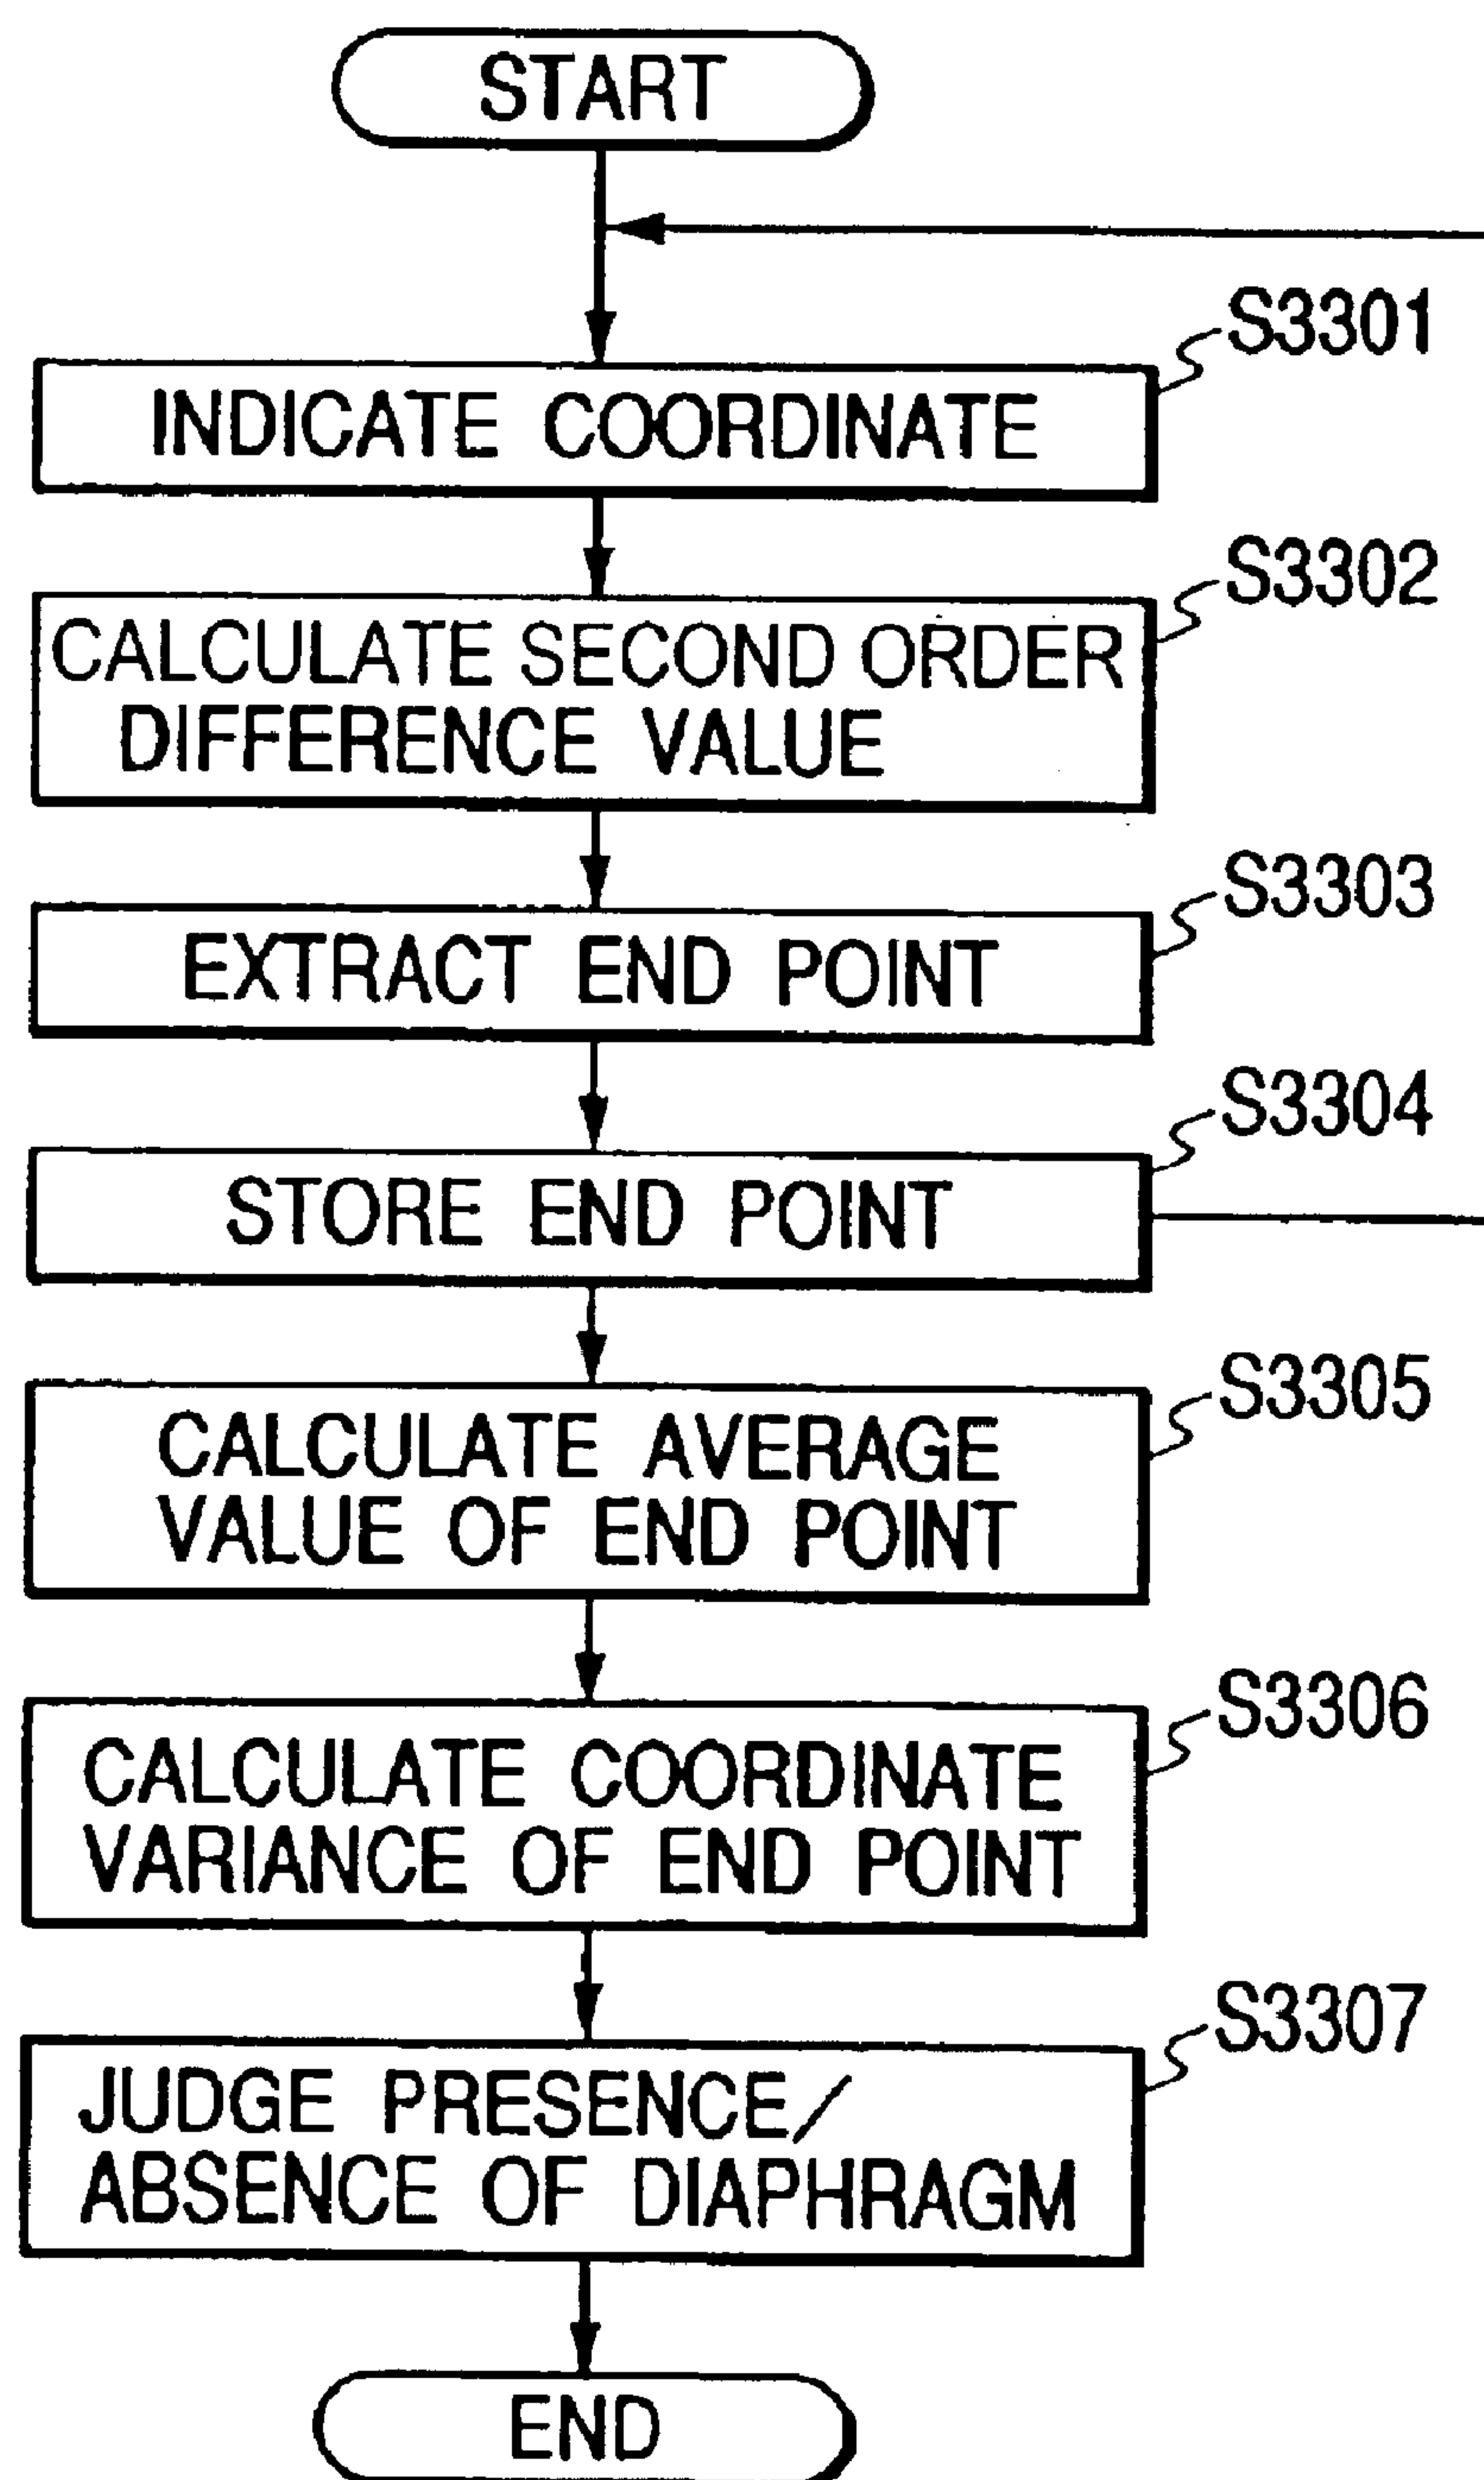 START
S3301
INDICATE COORDINATE
S3302
CALCULATE SECOND ORDER
DIFFERENCE VALUE
S3303
EXTRACT END POINT
S3304
STORE END POINT
S3305
CALCULATE AVERAGE
VALUE OF END POINT
S3306
CALCULATE COORDINATE
VARIANCE OF END POINT
S3307
JUDGE PRESENCE/
ABSENCE OF DIAPHRAGM
END